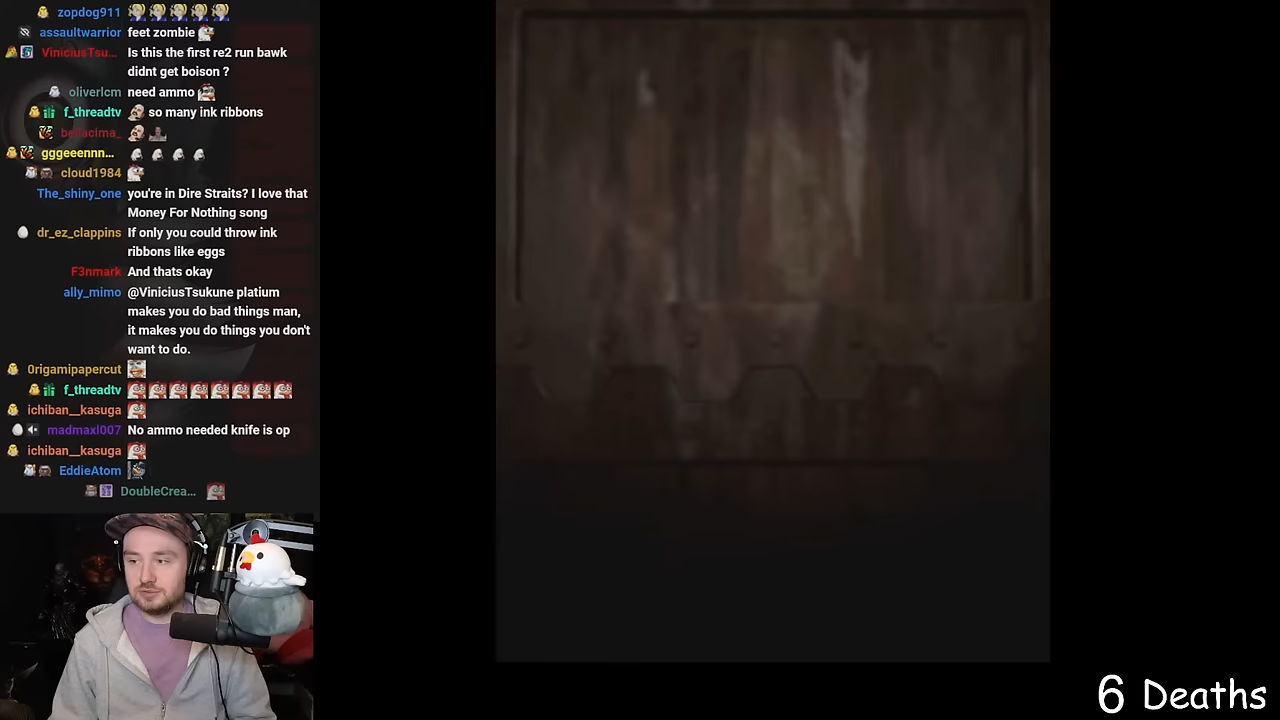 zopdog911
assaultwarrior feet zombie
ViniciusTsu... Is this the first re2 run bawk
didnt get boison ?
oliverlcm need ammo
f_threadtv so many ink ribbons
bellacima_
gggeeennn...
cloud1984
The_shiny_one you're in Dire Straits? I love that
Money For Nothing song
dr_ez_clappins If only you could throw ink
ribbons like eggs
F3nmark And thats okay
ally_mimo @ViniciusTsukune platium
makes you do bad things man,
it makes you do things you don't
want to do.
0rigamipapercut
f_threadtv
ichiban__kasuga
madmaxl007 No ammo needed knife is op
ichiban__kasuga
EddieAtom
DoubleCrea...
6 Deaths